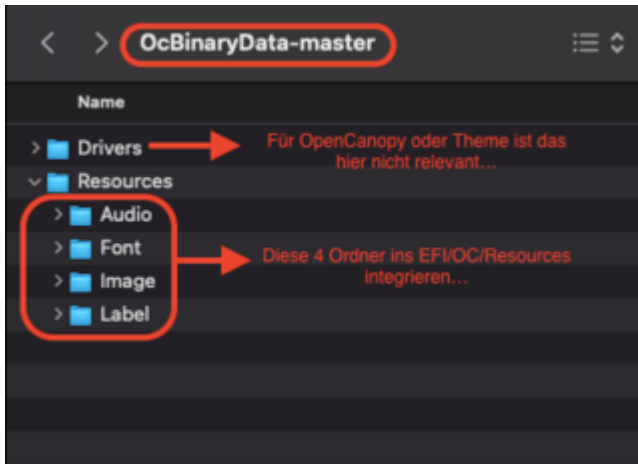 OcBinaryData-master
Name
Drivers
Für OpenCanopy oder Theme ist das
hier nicht relevant...
Resources
Audio
Font
Diese 4 Ordner ins EFI/OC/Resources
integrieren...
Image
Label